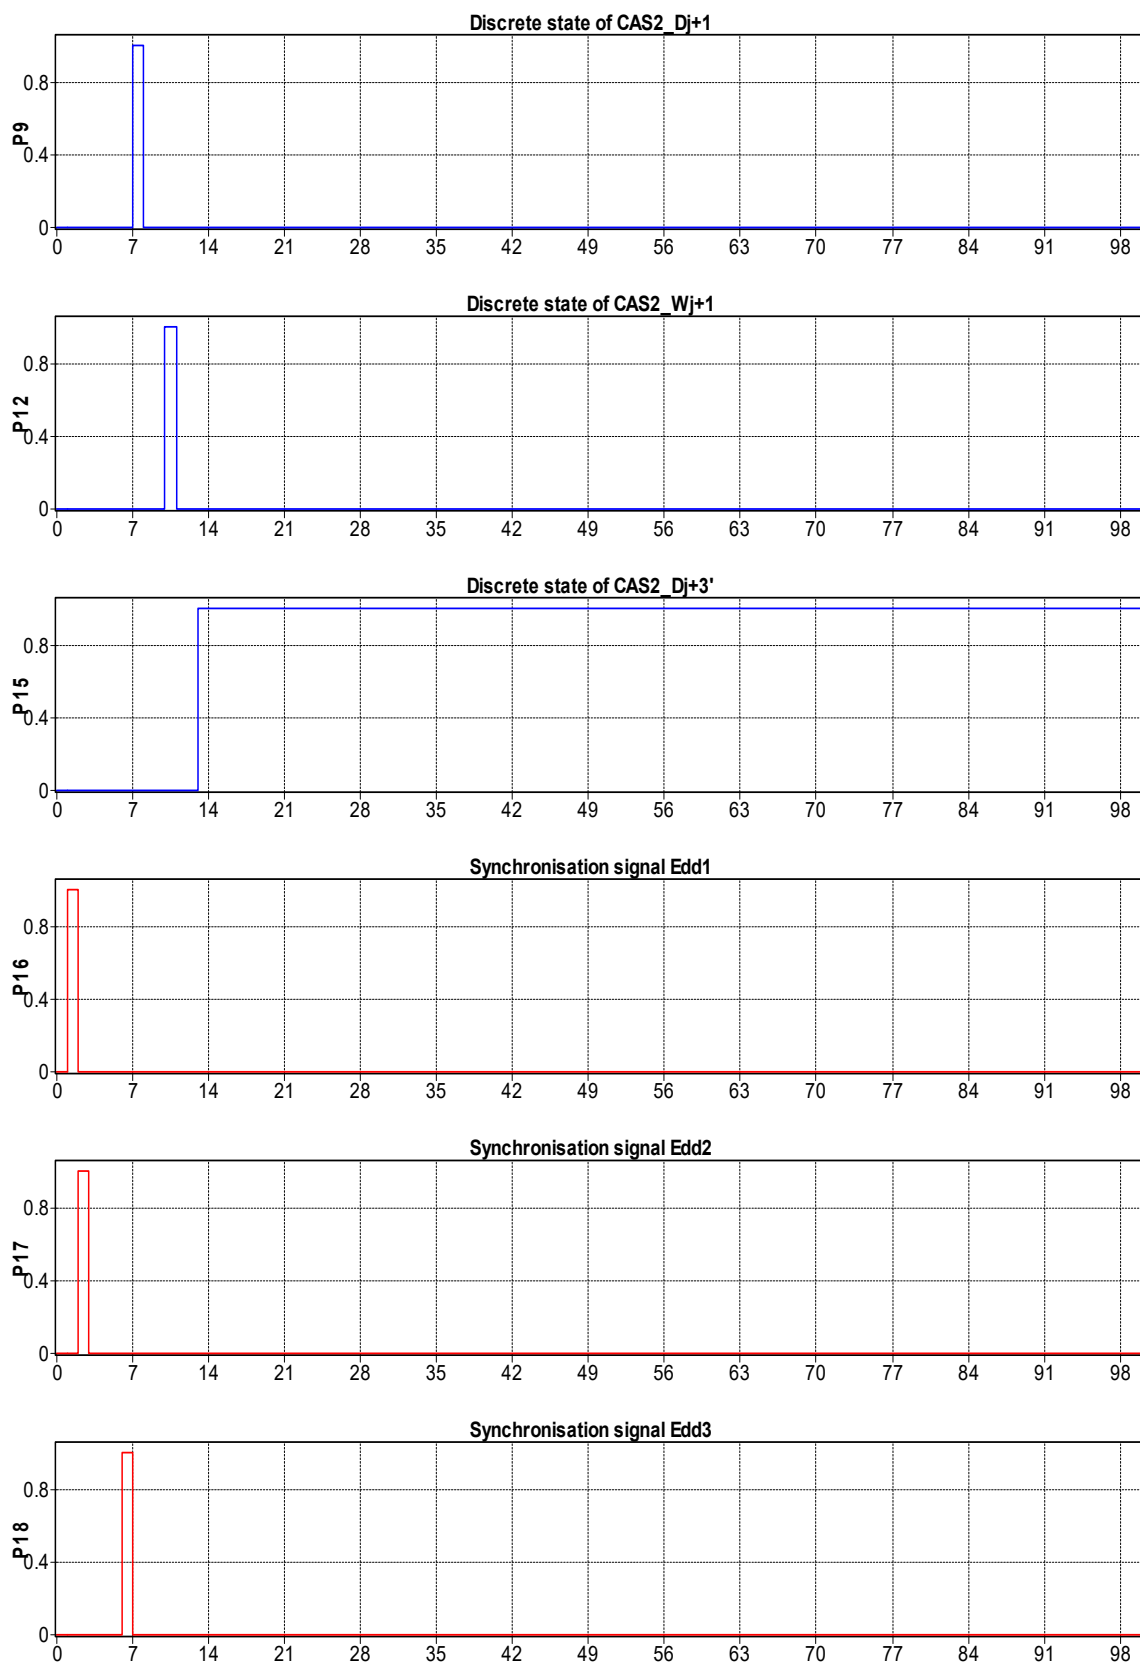 Discrete state of CAS2_Dj+1
P9
0.8
0.4
0
0 7 14 21 28 35 42 49 56 63 70 77 84 91 98
Discrete state of CAS2_Wj+1
P12
0.8
0.4
0
0 7 14 21 28 35 42 49 56 63 70 77 84 91 98
Discrete state of CAS2_Dj+3'
P15
0.8
0.4
0
0 7 14 21 28 35 42 49 56 63 70 77 84 91 98
Synchronisation signal Edd1
P16
0.8
0.4
0
0 7 14 21 28 35 42 49 56 63 70 77 84 91 98
Synchronisation signal Edd2
P17
0.8
0.4
0
0 7 14 21 28 35 42 49 56 63 70 77 84 91 98
Synchronisation signal Edd3
P18
0.8
0.4
0
0 7 14 21 28 35 42 49 56 63 70 77 84 91 98